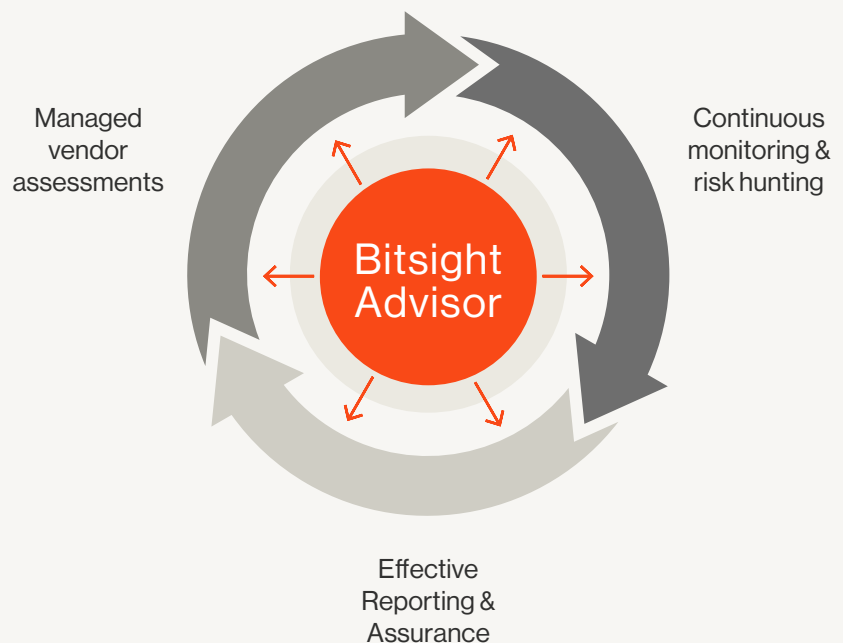 Managed
vendor
assessments
Continuous
monitoring &
risk hunting
Bitsight
Advisor
Effective
Reporting &
Assurance